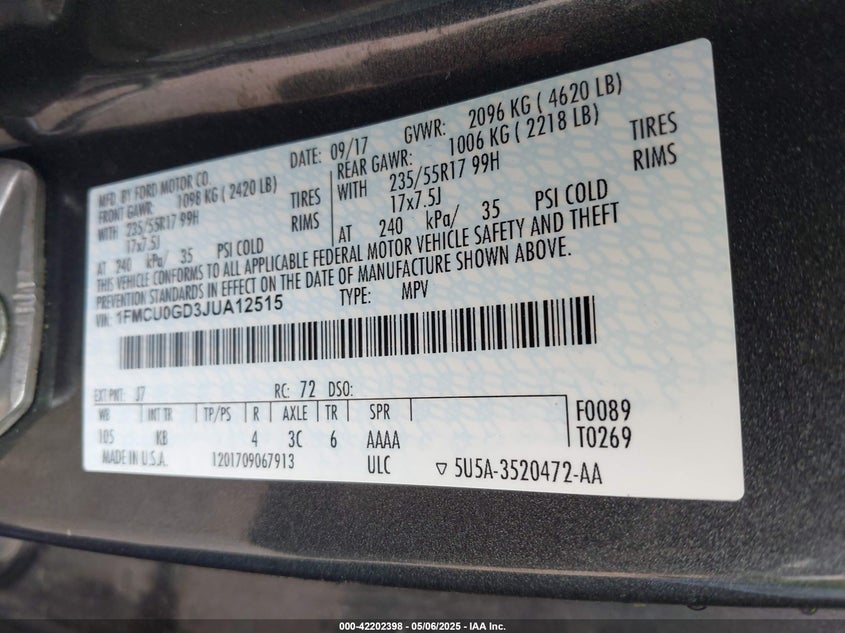 MFD. BY FORD MOTOR CO. DATE: 09/17 GVWR: 2096 KG ( 4620 LB)
FRONT GAWR: 1098 KG ( 2420 LB) REAR GAWR: 1006 KG ( 2218 LB)
WITH 235/55R17 99H TIRES WITH 235/55R17 99H TIRES
17x7.5J RIMS 17x7.5J RIMS
AT 240 kPa/ 35 PSI COLD AT 240 kPa/ 35 PSI COLD
THIS VEHICLE CONFORMS TO ALL APPLICABLE FEDERAL MOTOR VEHICLE SAFETY AND THEFT
PREVENTION STANDARDS IN EFFECT ON THE DATE OF MANUFACTURE SHOWN ABOVE.
VIN: 1FMCU0GD3JUA12515 TYPE: MPV
EXT PNT: J7 RC: 72 DSO:
WB INT TR TP/PS R AXLE TR SPR F0089
105 KB 4 3C 6 AAAA T0269
MADE IN U.S.A. 1201709067913 ULC ▽ 5U5A-3520472-AA
000-42202398 - 05/06/2025 - IAA Inc.